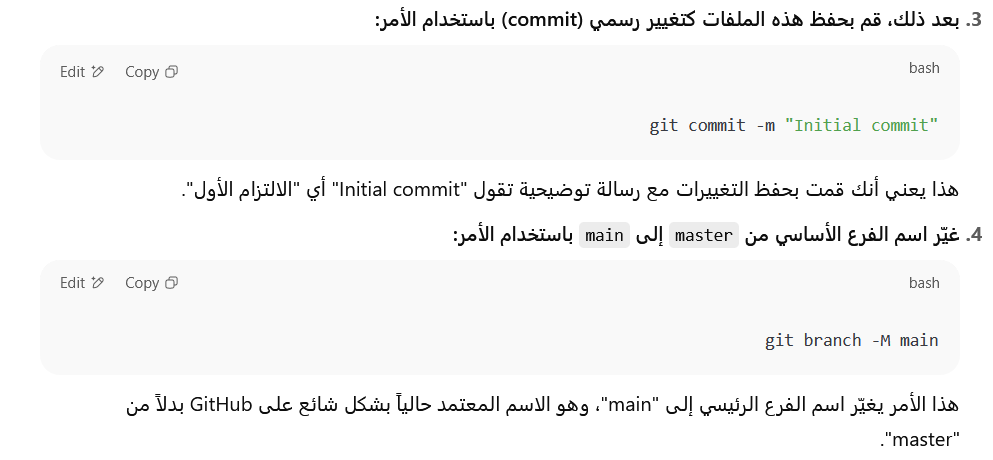 3. بعد ذلك، قم بحفظ هذه الملفات كتغيير رسمي (commit) باستخدام الأمر:
bash Copy Edit
git commit -m "Initial commit"
هذا يعني أنك قمت بحفظ التغييرات مع رسالة توضيحية تقول "Initial commit" أي "الالتزام الأول".
4. غيّر اسم الفرع الأساسي من master إلى main باستخدام الأمر:
bash Copy Edit
git branch -M main
هذا الأمر يغيّر اسم الفرع الرئيسي إلى "main"، وهو الاسم المعتمد حالياً بشكل شائع على GitHub بدلاً من
"master".